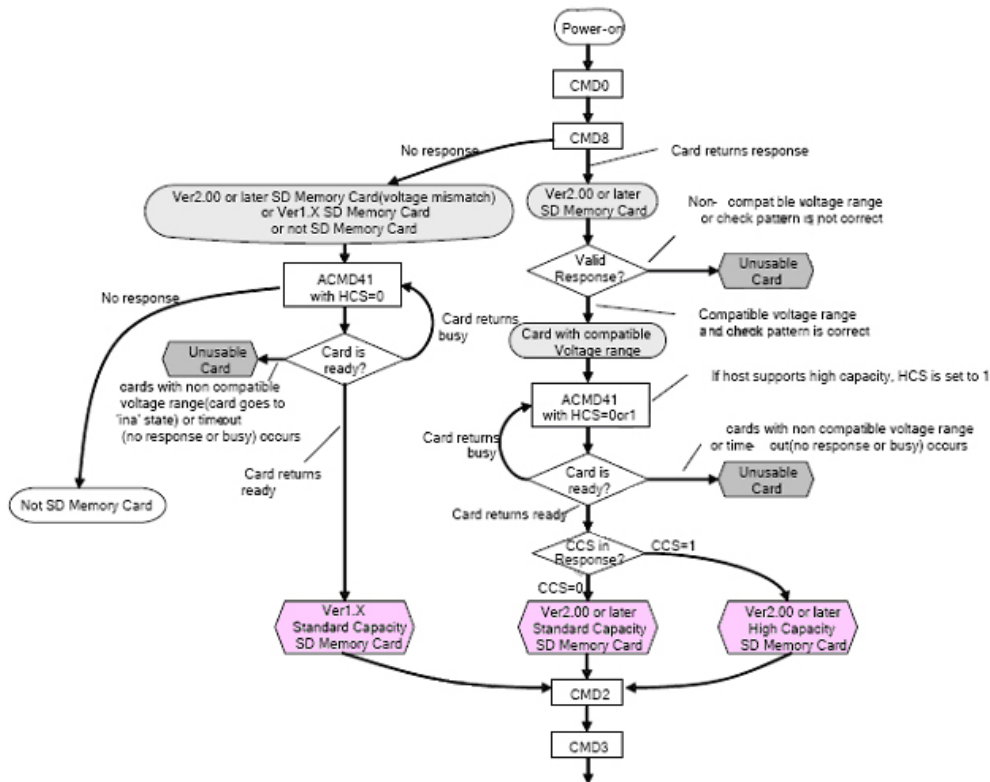 Power-on
CMD0
CMD8
No response
Card returns response
Ver2.00 or later SD Memory Card(voltage mismatch)
or Ver1.X SD Memory Card
or not SD Memory Card
Ver2.00 or later
SD Memory Card
Non- compatible voltage range
or check pattern is not correct
Valid
Response?
Unusable
Card
ACMD41
with HCS=0
No response
Card returns
busy
Compatible voltage range
and check pattern is correct
Card with compatible
Voltage range
Card is
ready?
Unusable
Card
cards with non compatible
voltage range(card goes to
'ina' state) or timeout
(no response or busy) occurs
If host supports high capacity, HCS is set to 1
ACMD41
with HCS=0or1
Card returns
busy
cards with non compatible voltage range
or time- out(no response or busy) occurs
Card is
ready?
Unusable
Card
Card returns
ready
Not SD Memory Card
Card returns ready
CCS in
Response?
CCS=1
CCS=0
Ver1.X
Standard Capacity
SD Memory Card
Ver2.00 or later
Standard Capacity
SD Memory Card
Ver2.00 or later
High Capacity
SD Memory Card
CMD2
CMD3